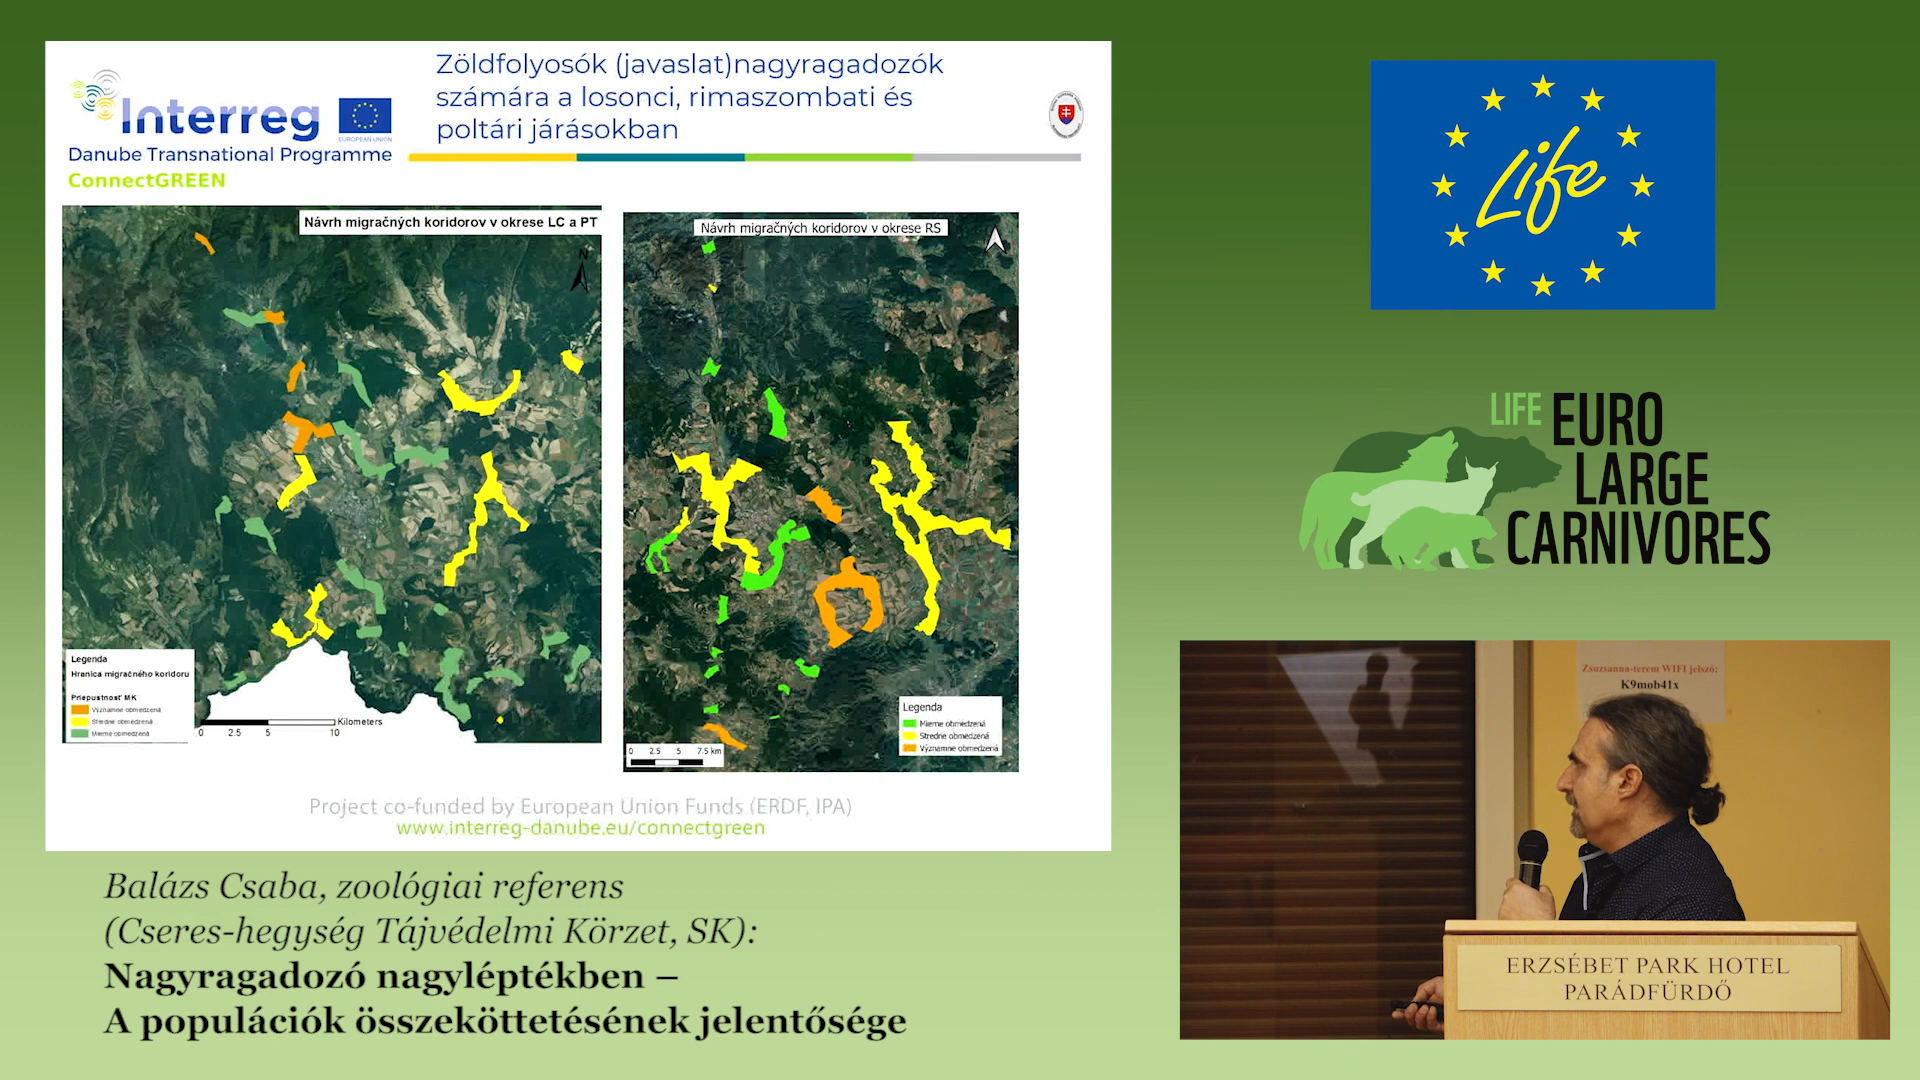 Zöldfolyosók (javaslat)nagyragadozók
számára a losonci, rimaszombati és
poltári járásokban
Interreg
EUROPEAN UNION
Danube Transnational Programme
ConnectGREEN
Návrh migračných koridorov v okrese LC a PT
N
Legenda
Hranica migračného koridoru
Priepustnosť MK
Významne obmedzená
Stredne obmedzená
Mierne obmedzená
Kilometers
0 2.5 5 10
Návrh migračných koridorov v okrese RS
Legenda
Mierne obmedzená
Stredne obmedzená
Významne obmedzená
0 2.5 5 7.5 km
Project co-funded by European Union Funds (ERDF, IPA)
www.interreg-danube.eu/connectgreen
Balázs Csaba, zoológiai referens
(Cseres-hegység Tájvédelmi Körzet, SK):
Nagyragadozó nagyléptékben –
A populációk összeköttetésének jelentősége
Life
LIFE EURO
LARGE
CARNIVORES
Zsuzsanna-terem WIFI jelszó:
K9mob41x
ERZSÉBET PARK HOTEL
PARÁDFÜRDŐ